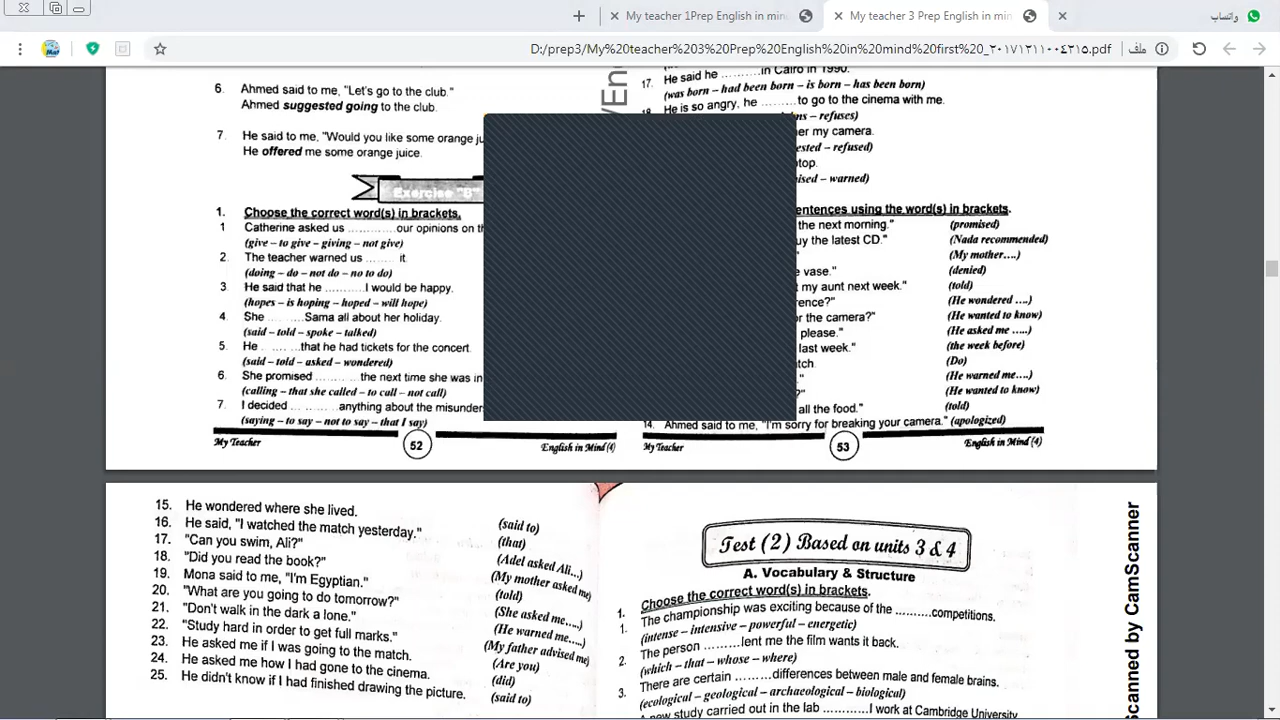 My teacher 1Prep English in mind
My teacher 3 Prep English in min
واتساب
D:/prep3/My%20teacher%203%20Prep%20English%20in%20mind%20first%20_٢٠١٧١٢١١٠٠٤٢١٥.pdf
ملف
6. Ahmed said to me, "Let's go to the club."
Ahmed suggested going to the club.
7. He said to me, "Would you like some orange
He offered me some orange juice.
Exercise "B"
1. Choose the correct word(s) in brackets.
1 Catherine asked us ............ our opinions on
(give – to give – giving – not give)
2. The teacher warned us ........ it.
(doing – do – not do – no to do)
3. He said that he .......... I would be happy.
(hopes – is hoping – hoped – will hope)
4. She .......... Sama all about her holiday.
(said – told – spoke – talked)
5. He .......... that he had tickets for the concert.
(said – told – asked – wondered)
6. She promised ........... the next time she was in
(calling – that she called – to call – not call)
7. I decided ............ anything about the
(saying – to say – not to say – that I say)
My Teacher 52 English in Mind (4)
/En
17. He said he .......... in Cairo in 1990.
(was born – had been born – is born – has been born)
18. He is so angry, he ......... to go to the cinema with me.
– refuses)
my camera.
– refused)
– warned)
sentences using the word(s) in brackets.
the next morning." (promised)
the latest CD." (Nada recommended)
(My mother….)
vase." (denied)
my aunt next week." (told)
(He wondered ….)
the camera?" (He wanted to know)
please." (He asked me …..)
last week." (the week before)
(Do)
" (He warned me….)
?" (He wanted to know)
all the food." (told)
14. Ahmed said to me, "I'm sorry for breaking your camera." (apologized)
My Teacher 53 English in Mind (4)
15. He wondered where she lived. (said to)
16. He said, "I watched the match yesterday." (that)
17. "Can you swim, Ali?" (Adel asked Ali...)
18. "Did you read the book?" (My mother asked me)
19. Mona said to me, "I'm Egyptian." (told)
20. "What are you going to do tomorrow?" (She asked me…..)
21. "Don't walk in the dark a lone." (He warned me…..)
22. "Study hard in order to get full marks." (My father advised me)
23. He asked me if I was going to the match. (Are you)
24. He asked me how I had gone to the cinema. (did)
25. He didn't know if I had finished drawing the picture. (said to)
Test (2) Based on units 3 & 4
A. Vocabulary & Structure
1. Choose the correct word(s) in brackets.
1. The championship was exciting because of the .........competitions.
(intense – intensive – powerful – energetic)
2. The person .........lent me the film wants it back.
(which – that – whose – where)
3. There are certain .........differences between male and female brains.
(ecological – geological – archaeological – biological)
A new study carried out in the lab ...........I work at Cambridge University
canned by CamScanner